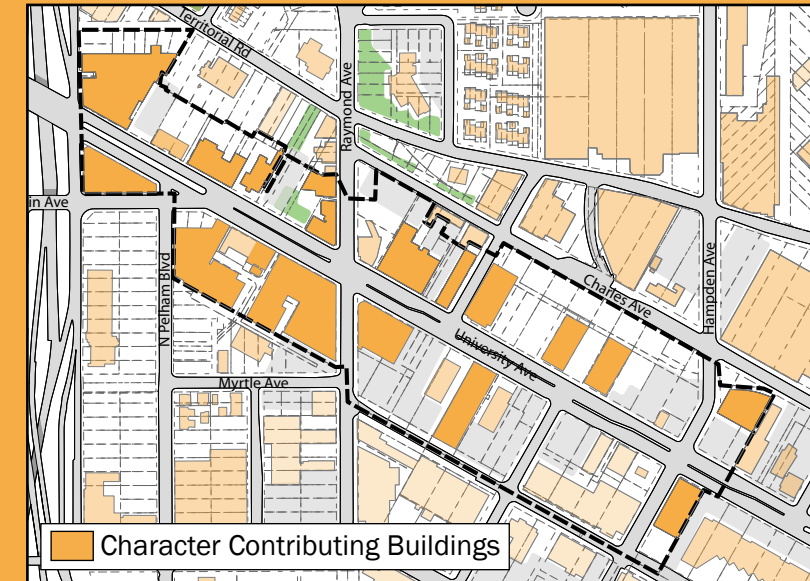 Territorial Rd
Raymond Ave
in Ave
N Pelham Blvd
Hampden Ave
Charles Ave
University Ave
Myrtle Ave
Character Contributing Buildings